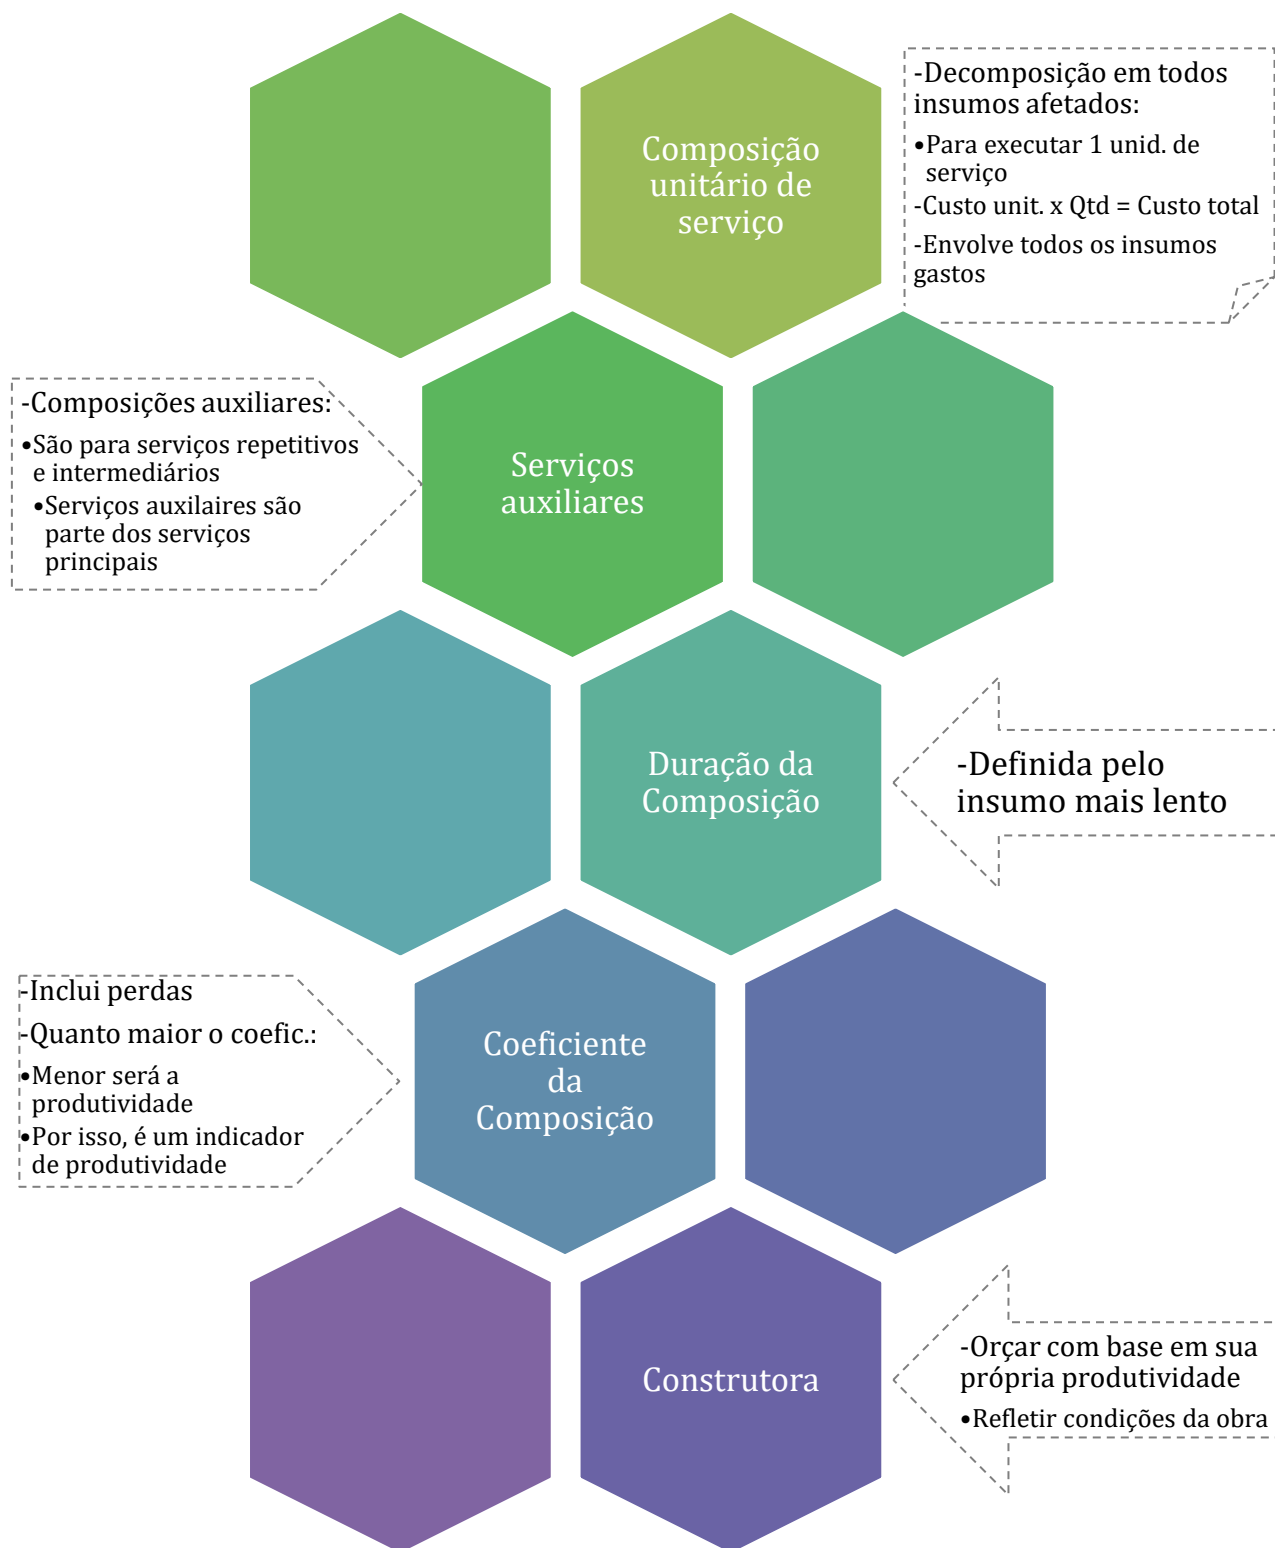 Composição
unitário de
serviço
-Decomposição em todos
insumos afetados:
•Para executar 1 unid. de
serviço
-Custo unit. x Qtd = Custo total
-Envolve todos os insumos
gastos
-Composições auxiliares:
•São para serviços repetitivos
e intermediários
•Serviços auxilaires são
parte dos serviços
principais
Serviços
auxiliares
Duração da
Composição
-Definida pelo
insumo mais lento
-Inclui perdas
-Quanto maior o coefic.:
•Menor será a
produtividade
•Por isso, é um indicador
de produtividade
Coeficiente
da
Composição
Construtora
-Orçar com base em sua
própria produtividade
•Refletir condições da obra